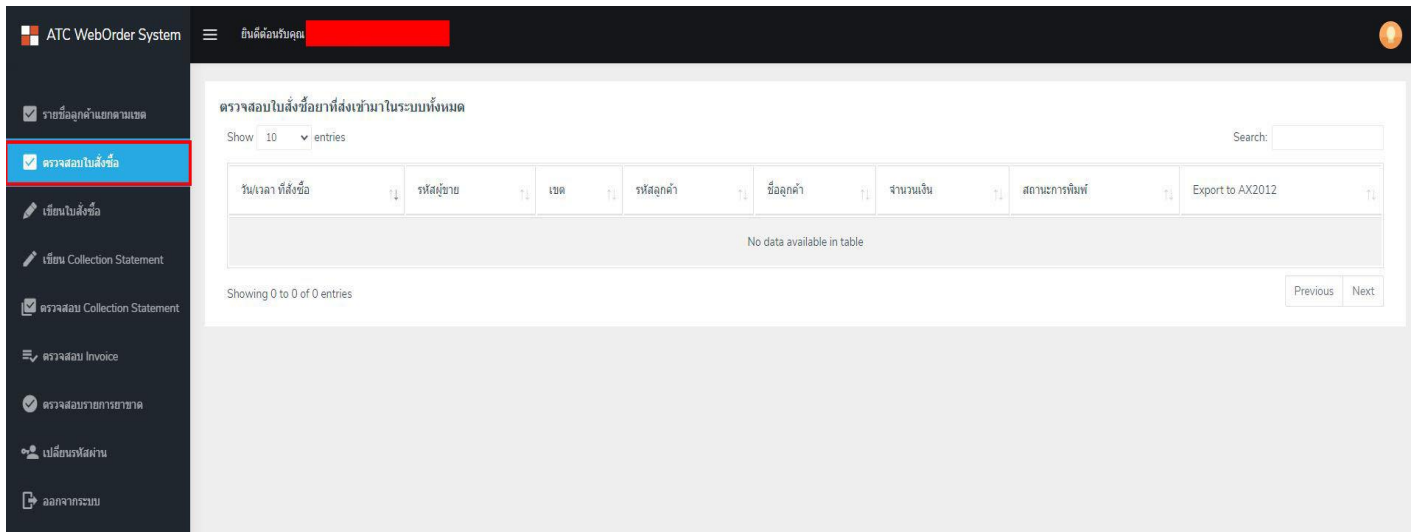 ATC WebOrder System
ยินดีต้อนรับคุณ
รายชื่อลูกค้าแยกตามเขต
ตรวจสอบใบสั่งซื้อ
เขียนใบสั่งซื้อ
เขียน Collection Statement
ตรวจสอบ Collection Statement
ตรวจสอบ Invoice
ตรวจสอบรายการยาขาด
เปลี่ยนรหัสผ่าน
ออกจากระบบ
ตรวจสอบใบสั่งซื้อยาที่ส่งเข้ามาในระบบทั้งหมด
Show 10 entries
Search:
วัน/เวลา ที่สั่งซื้อ รหัสผู้ขาย เขต รหัสลูกค้า ชื่อลูกค้า จำนวนเงิน สถานะการพิมพ์ Export to AX2012
No data available in table
Showing 0 to 0 of 0 entries
Previous Next